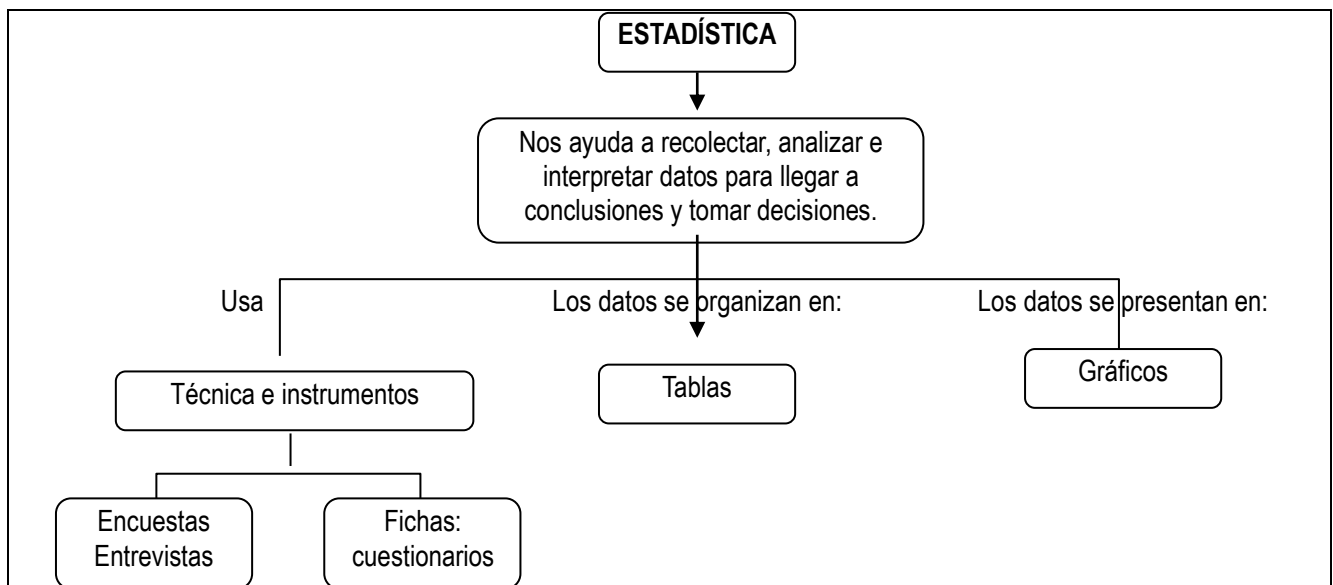 ESTADÍSTICA
Nos ayuda a recolectar, analizar e
interpretar datos para llegar a
conclusiones y tomar decisiones.
Usa
Los datos se organizan en:
Los datos se presentan en:
Técnica e instrumentos
Tablas
Gráficos
Encuestas
Entrevistas
Fichas:
cuestionarios